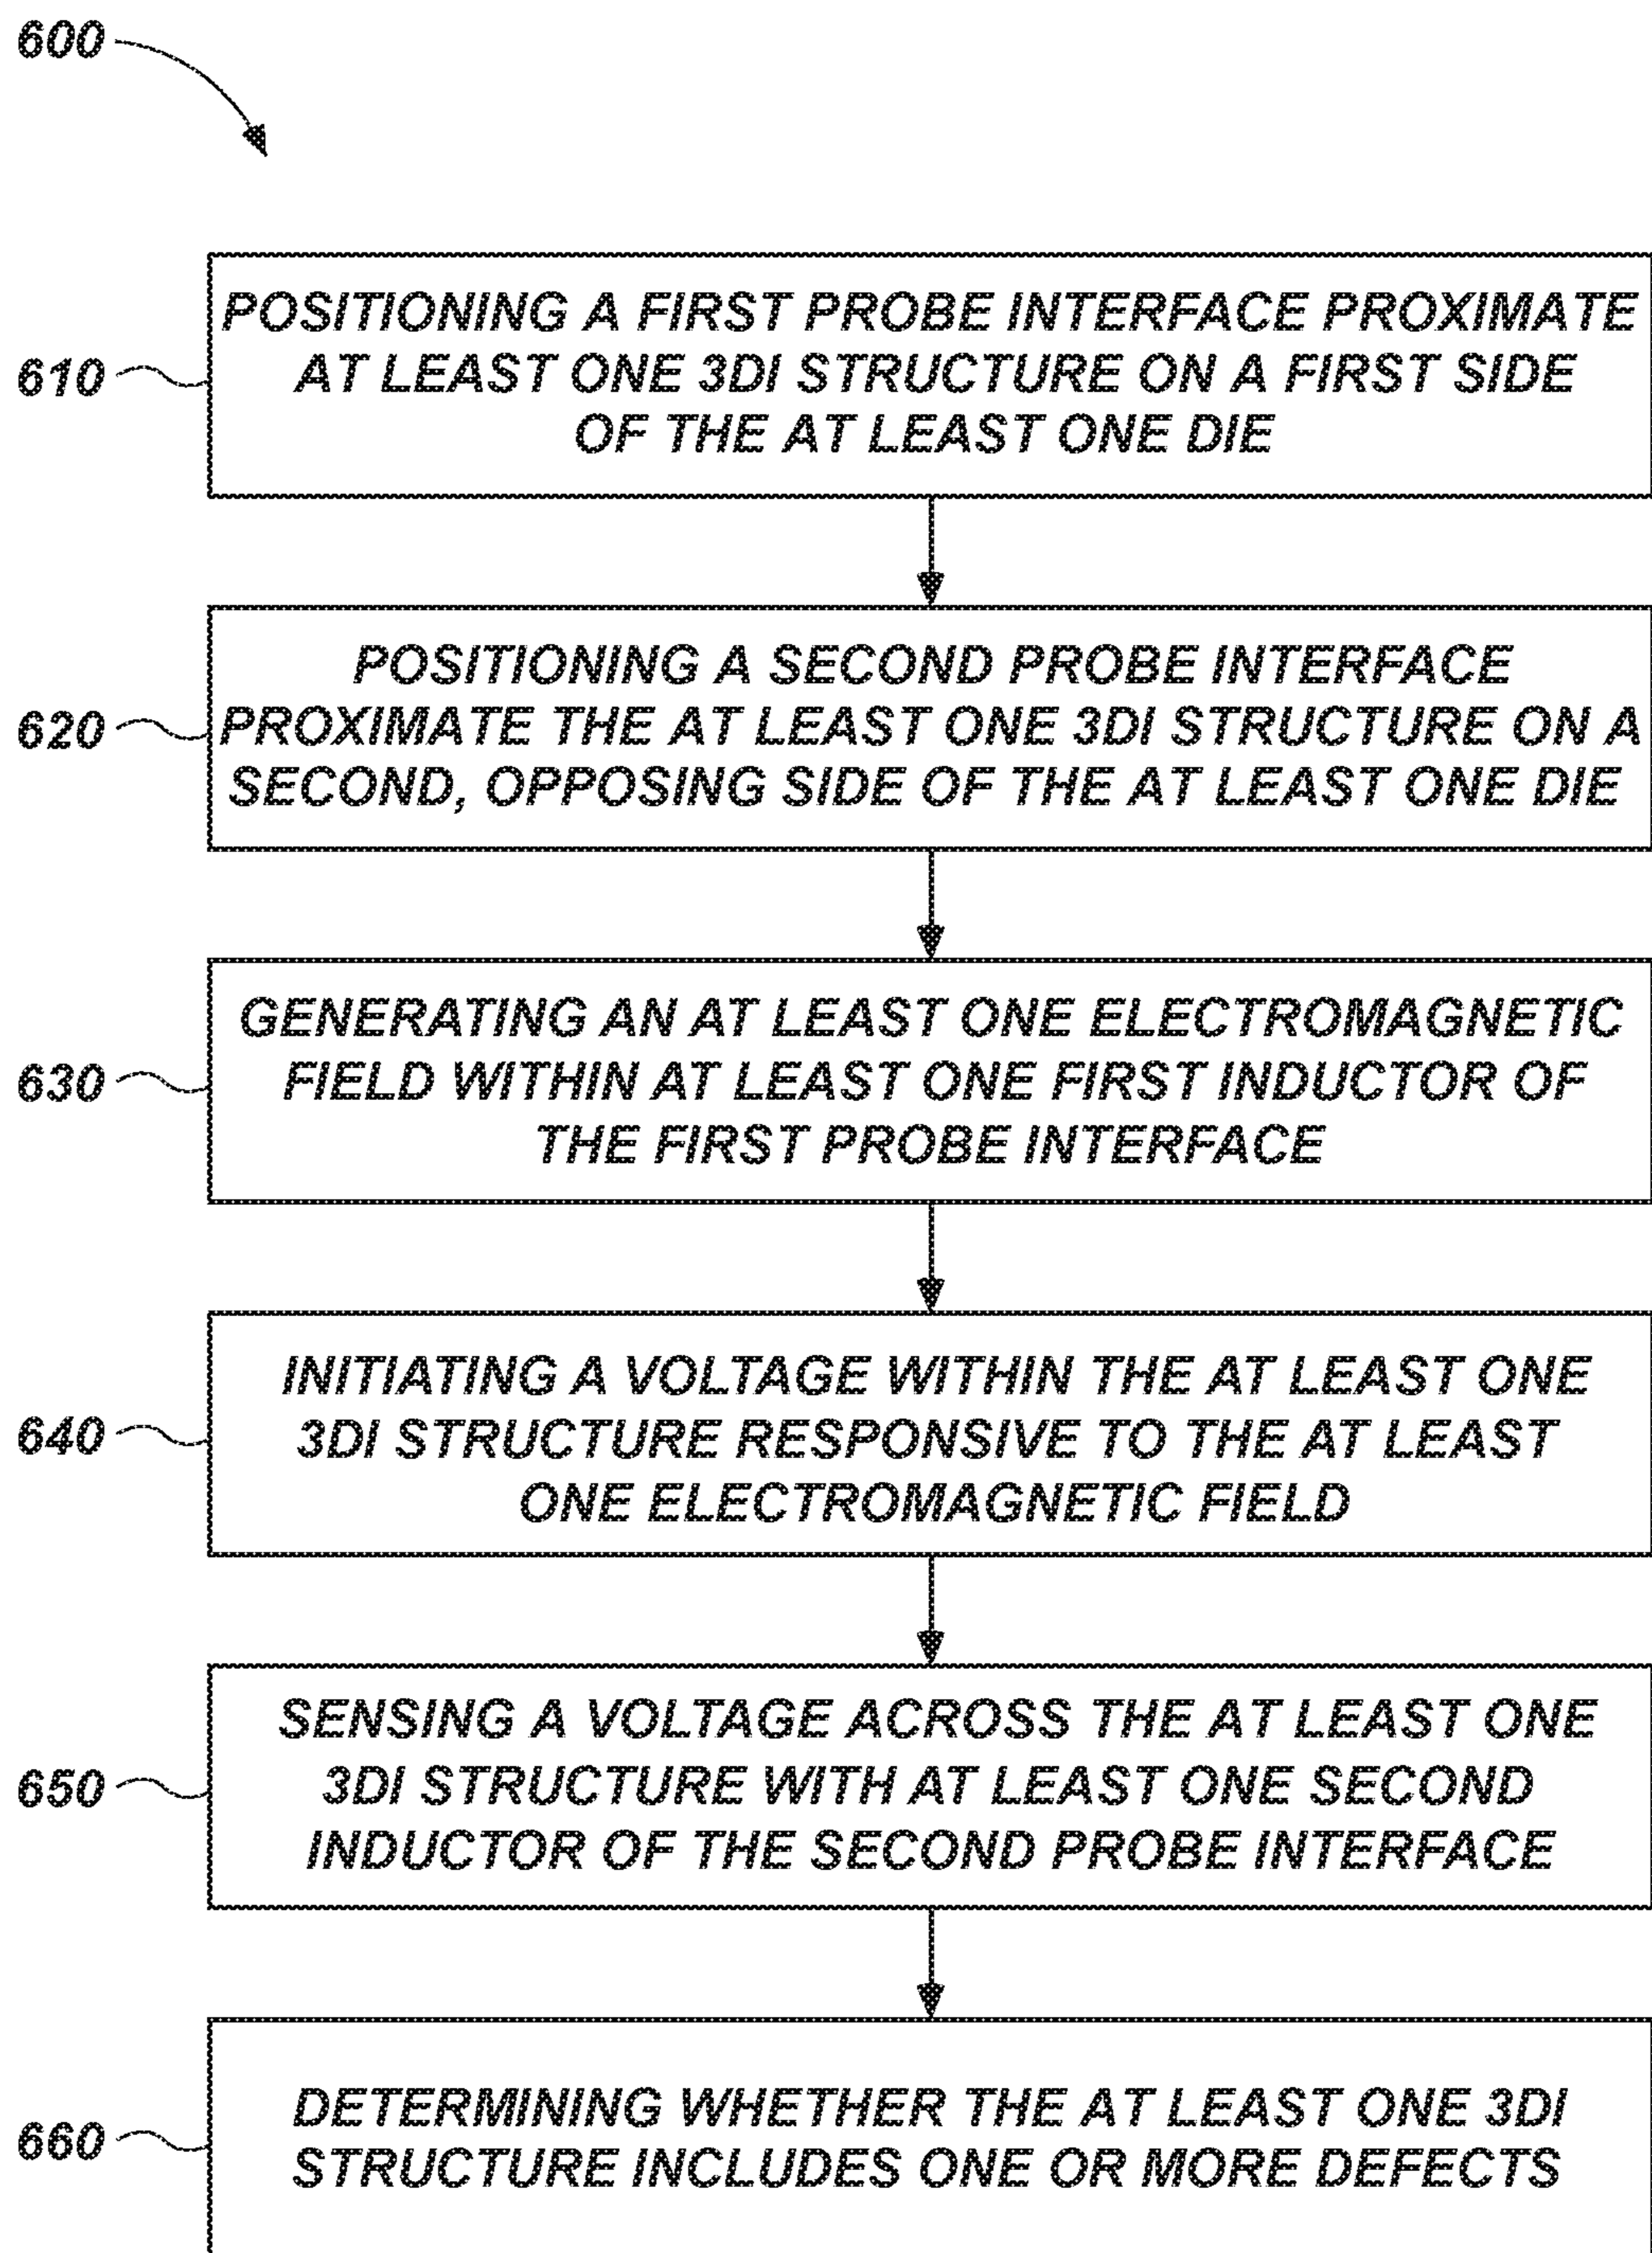 600
POSITIONING A FIRST PROBE INTERFACE PROXIMATE
AT LEAST ONE 3DI STRUCTURE ON A FIRST SIDE
OF THE AT LEAST ONE DIE
610
POSITIONING A SECOND PROBE INTERFACE
PROXIMATE THE AT LEAST ONE 3DI STRUCTURE ON A
SECOND, OPPOSING SIDE OF THE AT LEAST ONE DIE
620
GENERATING AN AT LEAST ONE ELECTROMAGNETIC
FIELD WITHIN AT LEAST ONE FIRST INDUCTOR OF
THE FIRST PROBE INTERFACE
630
INITIATING A VOLTAGE WITHIN THE AT LEAST ONE
3DI STRUCTURE RESPONSIVE TO THE AT LEAST
ONE ELECTROMAGNETIC FIELD
640
SENSING A VOLTAGE ACROSS THE AT LEAST ONE
3DI STRUCTURE WITH AT LEAST ONE SECOND
INDUCTOR OF THE SECOND PROBE INTERFACE
650
DETERMINING WHETHER THE AT LEAST ONE 3DI
STRUCTURE INCLUDES ONE OR MORE DEFECTS
660